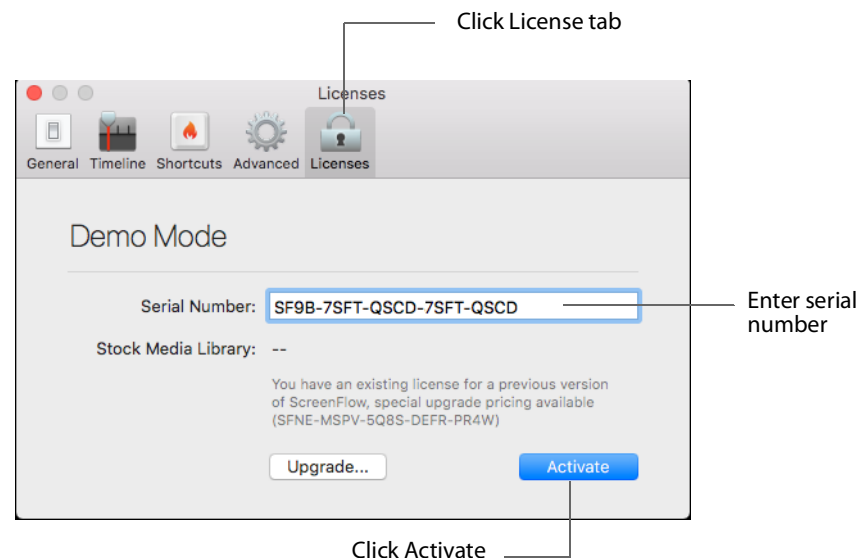 Click License tab
Licenses
General Timeline Shortcuts Advanced Licenses
Demo Mode
Serial Number: SF9B-7SFT-QSCD-7SFT-QSCD
Enter serial
number
Stock Media Library: --
You have an existing license for a previous version
of ScreenFlow, special upgrade pricing available
(SFNE-MSPV-5Q8S-DEFR-PR4W)
Upgrade... Activate
Click Activate